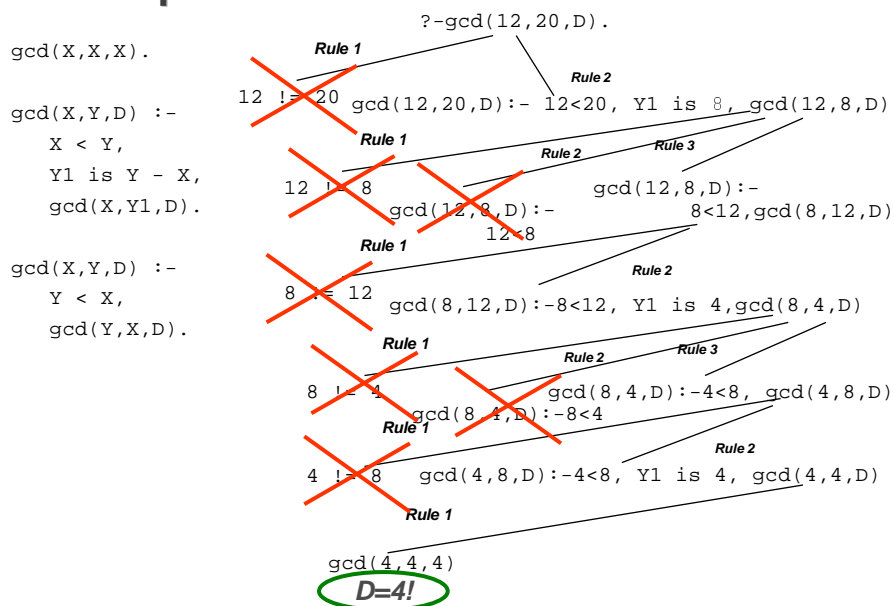 ?-gcd(12,20,D).
gcd(X,X,X).
gcd(X,Y,D) :-
X < Y,
Y1 is Y - X,
gcd(X,Y1,D).
gcd(X,Y,D) :-
Y < X,
gcd(Y,X,D).
Rule 1
Rule 2
12 != 20
gcd(12,20,D):- 12<20, Y1 is 8, gcd(12,8,D)
Rule 1
Rule 2
Rule 3
12 != 8
gcd(12,8,D):-
12<8
gcd(12,8,D):-
8<12,gcd(8,12,D)
Rule 1
Rule 2
8 != 12
gcd(8,12,D):-8<12, Y1 is 4,gcd(8,4,D)
Rule 1
Rule 2
Rule 3
8 != 4
gcd(8,4,D):-8<4
gcd(8,4,D):-4<8, gcd(4,8,D)
Rule 1
Rule 2
4 != 8
gcd(4,8,D):-4<8, Y1 is 4, gcd(4,4,D)
Rule 1
gcd(4,4,4)
D=4!